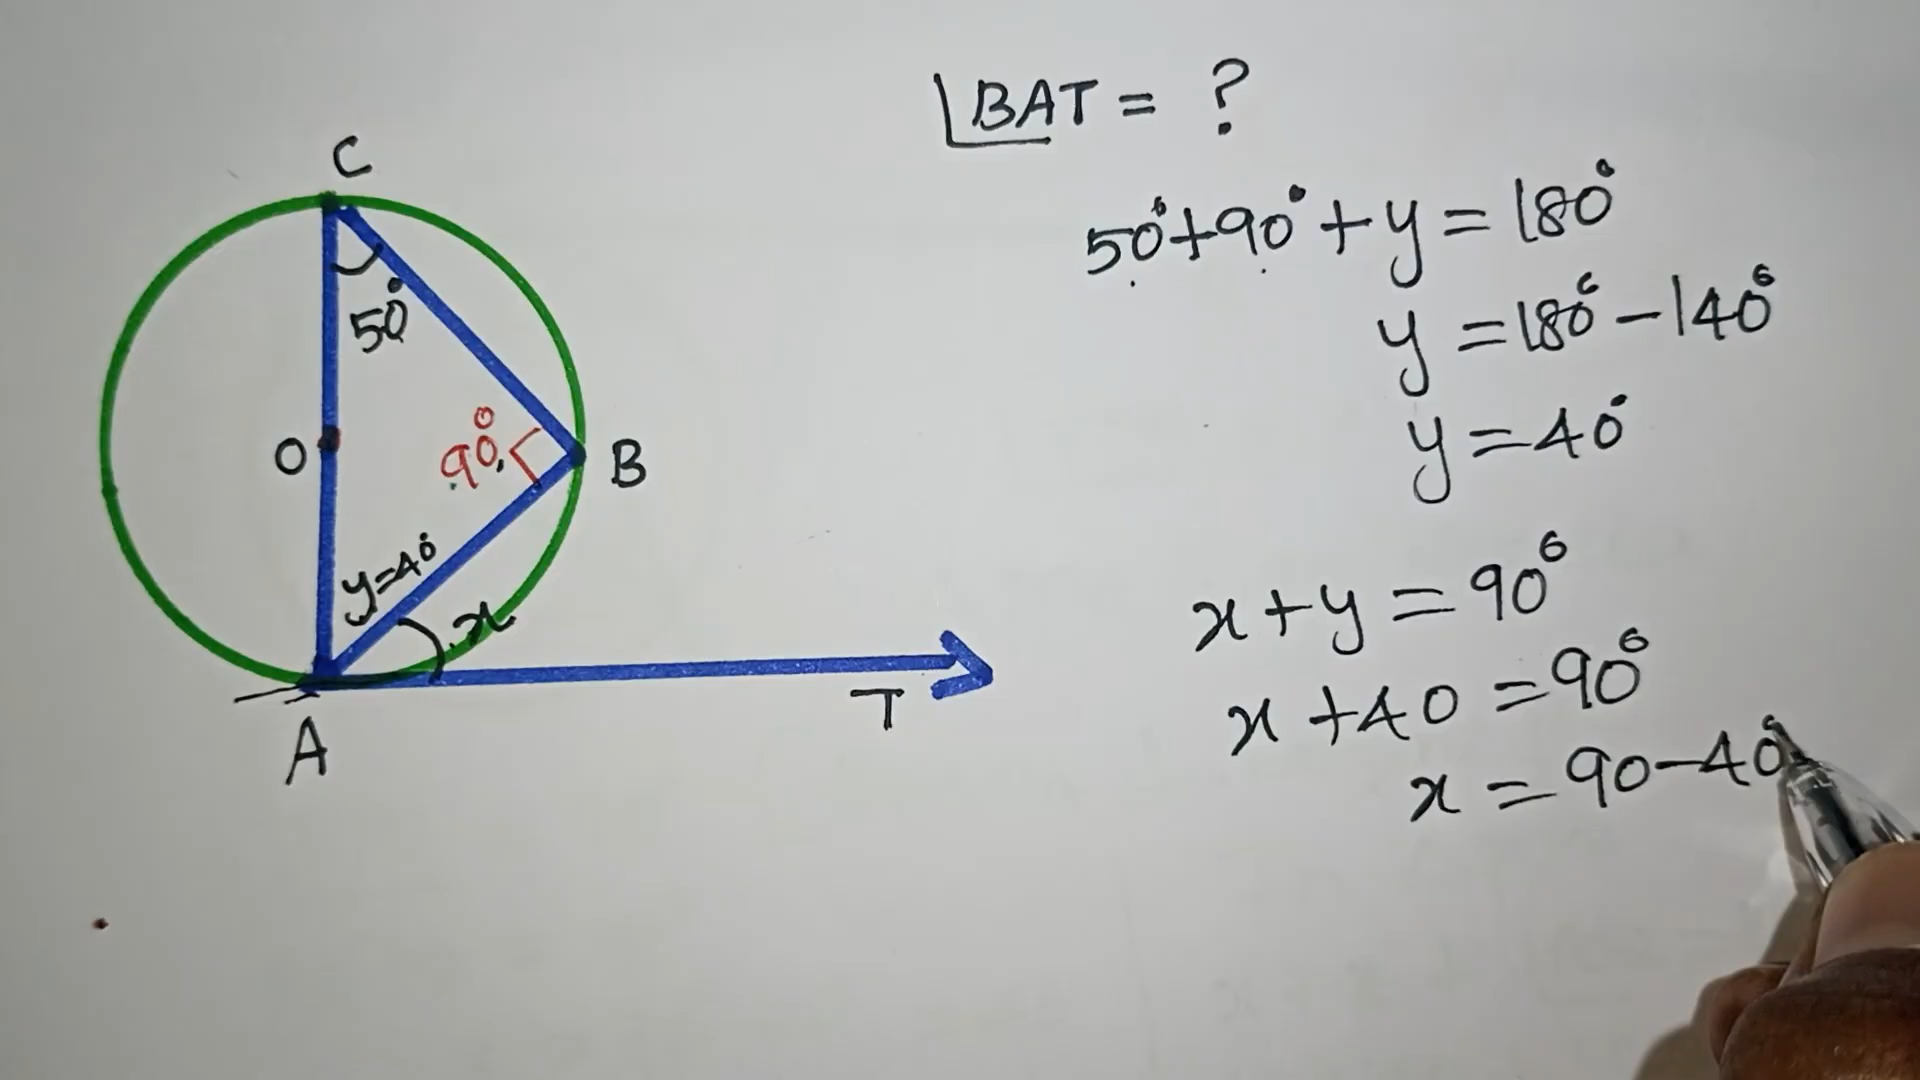 ∠BAT = ?
C
50°
O
90°
B
y=40°
x
T
A
50°+90°+y=180°
y=180°-140°
y=40°
x+y=90°
x+40=90°
x=90-40°